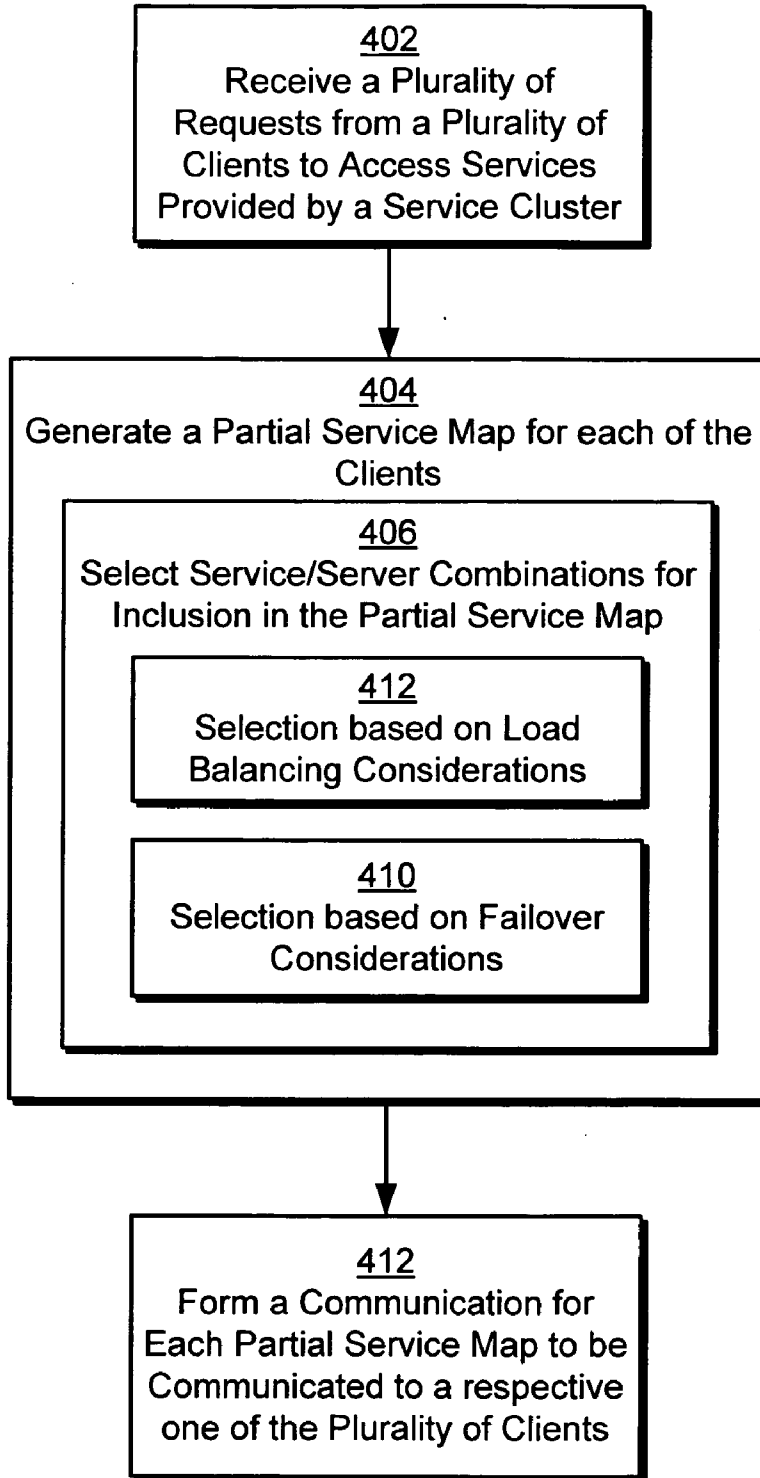 402
Receive a Plurality of
Requests from a Plurality of
Clients to Access Services
Provided by a Service Cluster
404
Generate a Partial Service Map for each of the
Clients
406
Select Service/Server Combinations for
Inclusion in the Partial Service Map
412
Selection based on Load
Balancing Considerations
410
Selection based on Failover
Considerations
412
Form a Communication for
Each Partial Service Map to be
Communicated to a respective
one of the Plurality of Clients